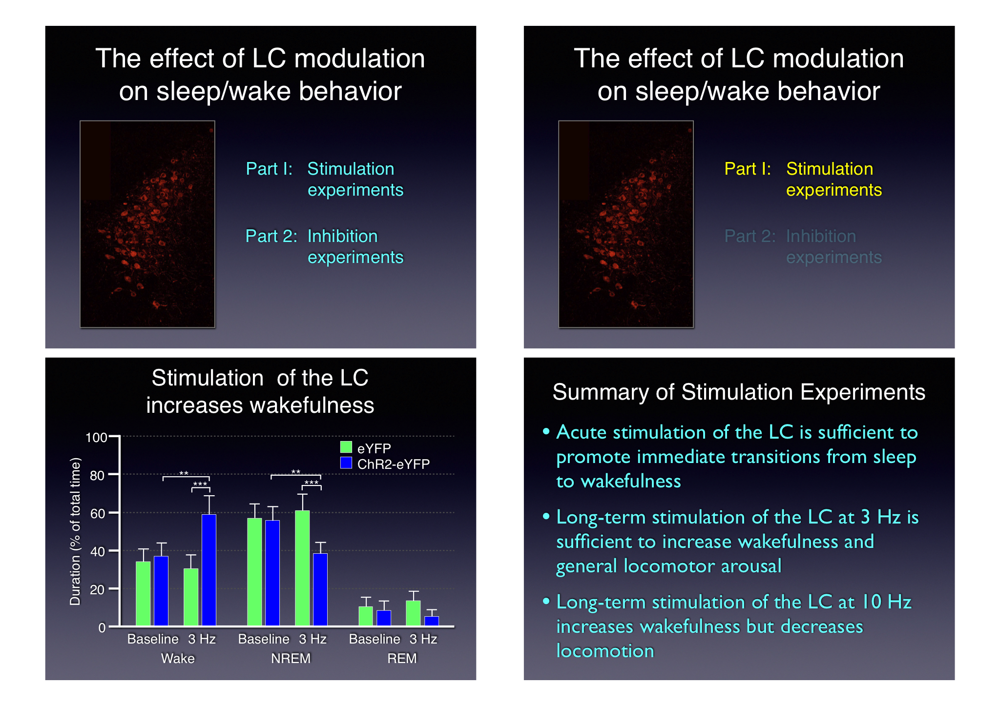 The effect of LC modulation
on sleep/wake behavior
Part I: Stimulation
experiments
Part 2: Inhibition
experiments
The effect of LC modulation
on sleep/wake behavior
Part I: Stimulation
experiments
Part 2: Inhibition
experiments
Stimulation of the LC
increases wakefulness
Duration (% of total time)
100
80
60
40
20
0
eYFP
ChR2-eYFP
** ***
** ***
Baseline 3 Hz Baseline 3 Hz Baseline 3 Hz
Wake NREM REM
Summary of Stimulation Experiments
• Acute stimulation of the LC is sufficient to
promote immediate transitions from sleep
to wakefulness
• Long-term stimulation of the LC at 3 Hz is
sufficient to increase wakefulness and
general locomotor arousal
• Long-term stimulation of the LC at 10 Hz
increases wakefulness but decreases
locomotion